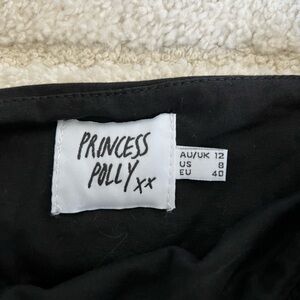 PRINCESS
POLLY xx
AU/UK 12
US 8
EU 40